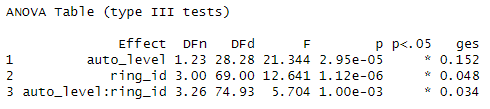 ANOVA Table (type III tests)
Effect DFn DFd F p p<.05 ges
1 auto_level 1.23 28.28 21.344 2.95e-05 * 0.152
2 ring_id 3.00 69.00 12.641 1.12e-06 * 0.048
3 auto_level:ring_id 3.26 74.93 5.704 1.00e-03 * 0.034